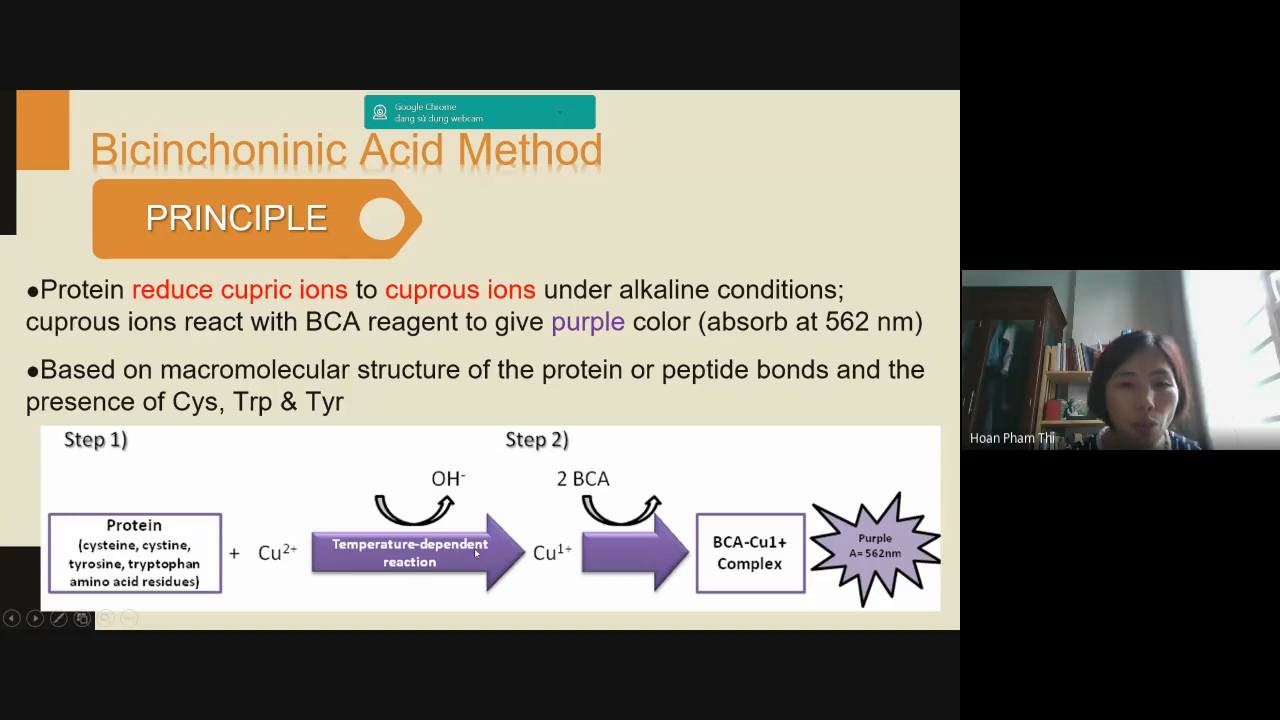 Google Chrome
đang sử dụng webcam
Bicinchoninic Acid Method
PRINCIPLE
●Protein reduce cupric ions to cuprous ions under alkaline conditions;
cuprous ions react with BCA reagent to give purple color (absorb at 562 nm)
●Based on macromolecular structure of the protein or peptide bonds and the
presence of Cys, Trp & Tyr
Step 1)
Step 2)
OH⁻
2 BCA
Protein
(cysteine, cystine,
tyrosine, tryptophan
amino acid residues)
+ Cu²⁺
Temperature-dependent
reaction
Cu¹⁺
BCA-Cu1+
Complex
Purple
A= 562nm
Hoan Pham Thi